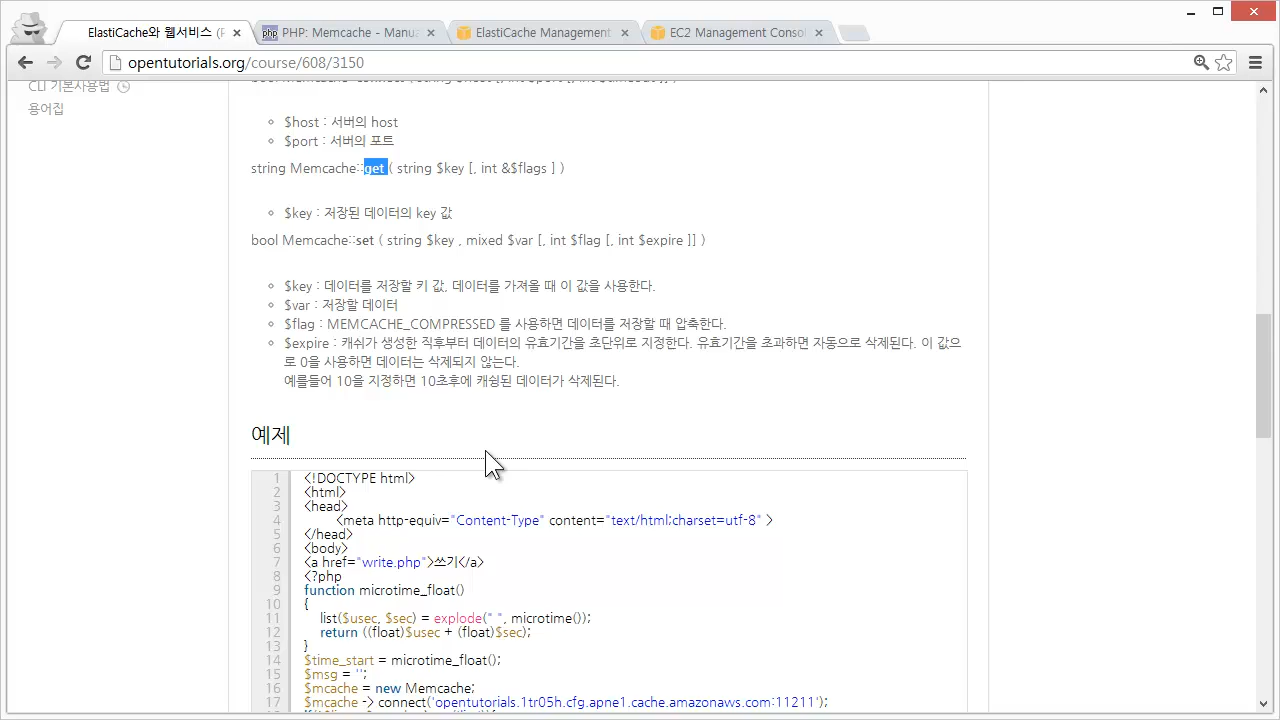 ElastiCache와 웹서비스 (F
PHP: Memcache - Manua
ElastiCache Management
EC2 Management Consol
opentutorials.org/course/608/3150
CLI 기본사용법
용어집
$host : 서버의 host
$port : 서버의 포트
string Memcache::get ( string $key [, int &$flags ] )
$key : 저장된 데이터의 key 값
bool Memcache::set ( string $key , mixed $var [, int $flag [, int $expire ]] )
$key : 데이터를 저장할 키 값, 데이터를 가져올 때 이 값을 사용한다.
$var : 저장할 데이터
$flag : MEMCACHE_COMPRESSED 를 사용하면 데이터를 저장할 때 압축한다.
$expire : 캐쉬가 생성한 직후부터 데이터의 유효기간을 초단위로 지정한다. 유효기간을 초과하면 자동으로 삭제된다. 이 값으
로 0을 사용하면 데이터는 삭제되지 않는다.
예를들어 10을 지정하면 10초후에 캐슁된 데이터가 삭제된다.
예제
1 <!DOCTYPE html>
2 <html>
3 <head>
4 <meta http-equiv="Content-Type" content="text/html;charset=utf-8" >
5 </head>
6 <body>
7 <a href="write.php">쓰기</a>
8 <?php
9 function microtime_float()
10 {
11 list($usec, $sec) = explode(" ", microtime());
12 return ((float)$usec + (float)$sec);
13 }
14 $time_start = microtime_float();
15 $msg = '';
16 $mcache = new Memcache;
17 $mcache -> connect('opentutorials.1tr05h.cfg.apne1.cache.amazonaws.com:11211');